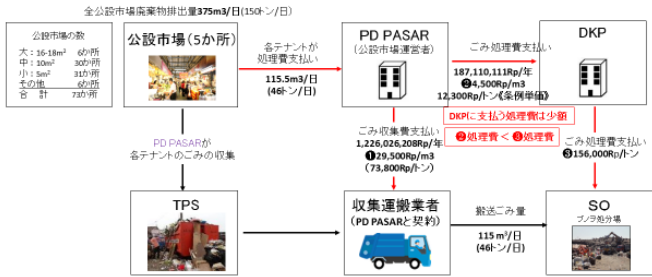 全公設市場廃棄物排出量375m3/日(150トン/日)
公設市場の数
大：16-18m² 6か所
中：10m² 30か所
小：5m² 31か所
その他 6か所
合　計 73か所
公設市場(5か所)
各テナントが
処理費支払い
115.5m3/日
(46トン/日)
PD PASAR
(公設市場運営者)
ごみ処理費支払い
187,110,111Rp/年
❷4,500Rp/m3
12,300Rp/トン《条例単価》
DKP
DKPに支払う処理費は少額
❷処理費＜❸処理費
PD PASARが
各テナントのごみの収集
ごみ収集費支払い
1,226,026,208Rp/年
❶29,500Rp/m3
(73,800Rp/トン)
ごみ処理費支払い
❸156,000Rp/トン
TPS
収集運搬業者
(PD PASARと契約)
搬送ごみ量
115m³/日
(46トン/日)
SO
ブノラ処分場